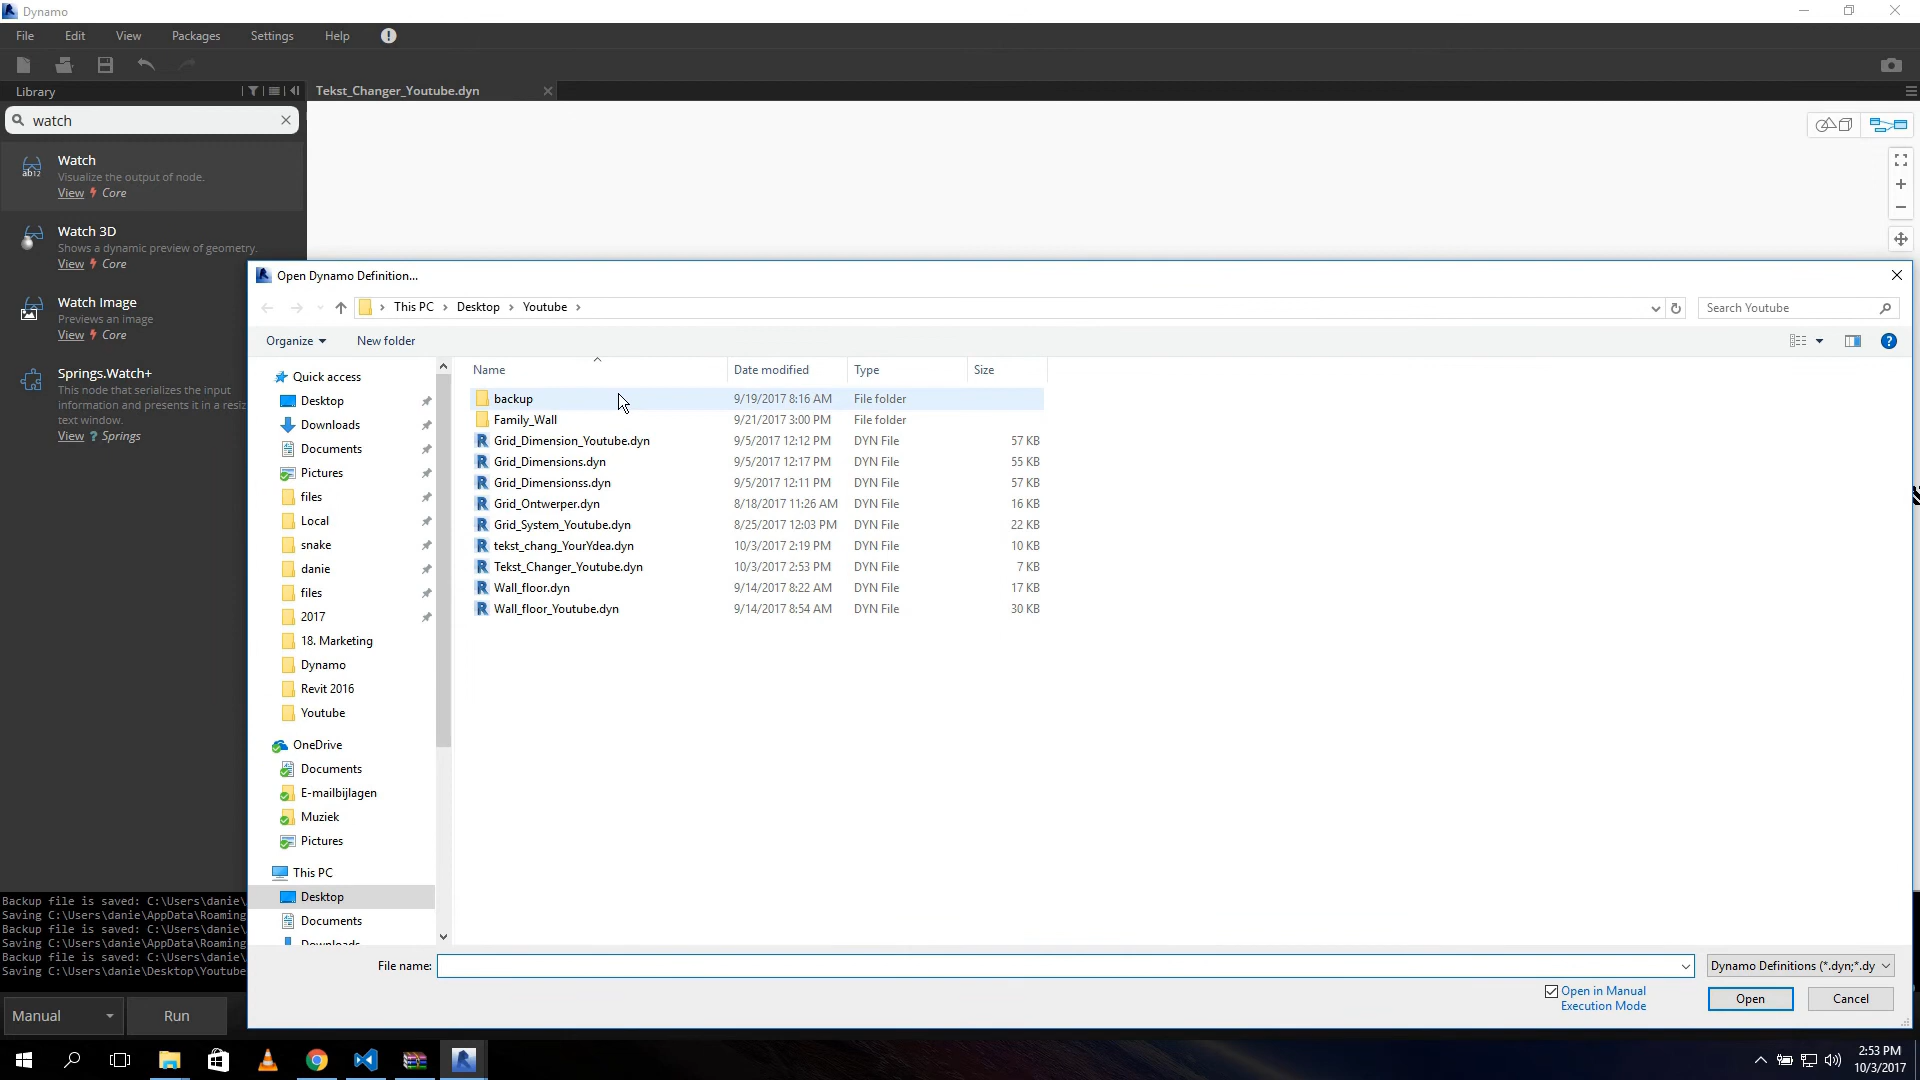 Dynamo
File Edit View Packages Settings Help
Library
Tekst_Changer_Youtube.dyn
watch
Watch
Visualize the output of node.
View Core
Watch 3D
Shows a dynamic preview of geometry.
View Core
Watch Image
Previews an image
View Core
Springs.Watch+
This node that serializes the input
information and presents it in a resiz
text window.
View ? Springs
Open Dynamo Definition...
This PC > Desktop > Youtube >
Search Youtube
Organize New folder
Quick access
Desktop
Downloads
Documents
Pictures
files
Local
snake
danie
files
2017
18. Marketing
Dynamo
Revit 2016
Youtube
OneDrive
Documents
E-mailbijlagen
Muziek
Pictures
This PC
Desktop
Documents
Downloads
Name Date modified Type Size
backup 9/19/2017 8:16 AM File folder
Family_Wall 9/21/2017 3:00 PM File folder
Grid_Dimension_Youtube.dyn 9/5/2017 12:12 PM DYN File 57 KB
Grid_Dimensions.dyn 9/5/2017 12:17 PM DYN File 55 KB
Grid_Dimensionss.dyn 9/5/2017 12:11 PM DYN File 57 KB
Grid_Ontwerper.dyn 8/18/2017 11:26 AM DYN File 16 KB
Grid_System_Youtube.dyn 8/25/2017 12:03 PM DYN File 22 KB
tekst_chang_YourYdea.dyn 10/3/2017 2:19 PM DYN File 10 KB
Tekst_Changer_Youtube.dyn 10/3/2017 2:53 PM DYN File 7 KB
Wall_floor.dyn 9/14/2017 8:22 AM DYN File 17 KB
Wall_floor_Youtube.dyn 9/14/2017 8:54 AM DYN File 30 KB
File name:
Dynamo Definitions (*.dyn;*.dy
Open in Manual
Execution Mode
Open Cancel
Backup file is saved: C:\Users\danie\
Saving C:\Users\danie\AppData\Roaming
Backup file is saved: C:\Users\danie\
Saving C:\Users\danie\AppData\Roaming
Backup file is saved: C:\Users\danie\
Saving C:\Users\danie\Desktop\Youtube
Manual Run
2:53 PM
10/3/2017